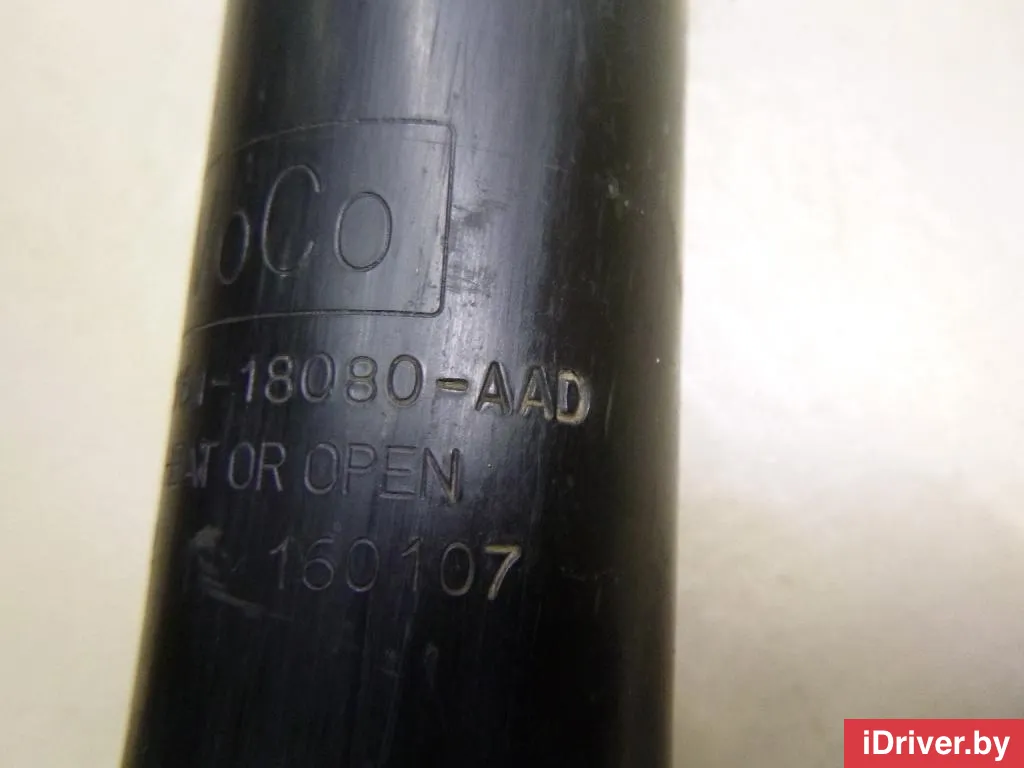 oCo
-18080-AAD
OR OPEN
160107
iDriver.by